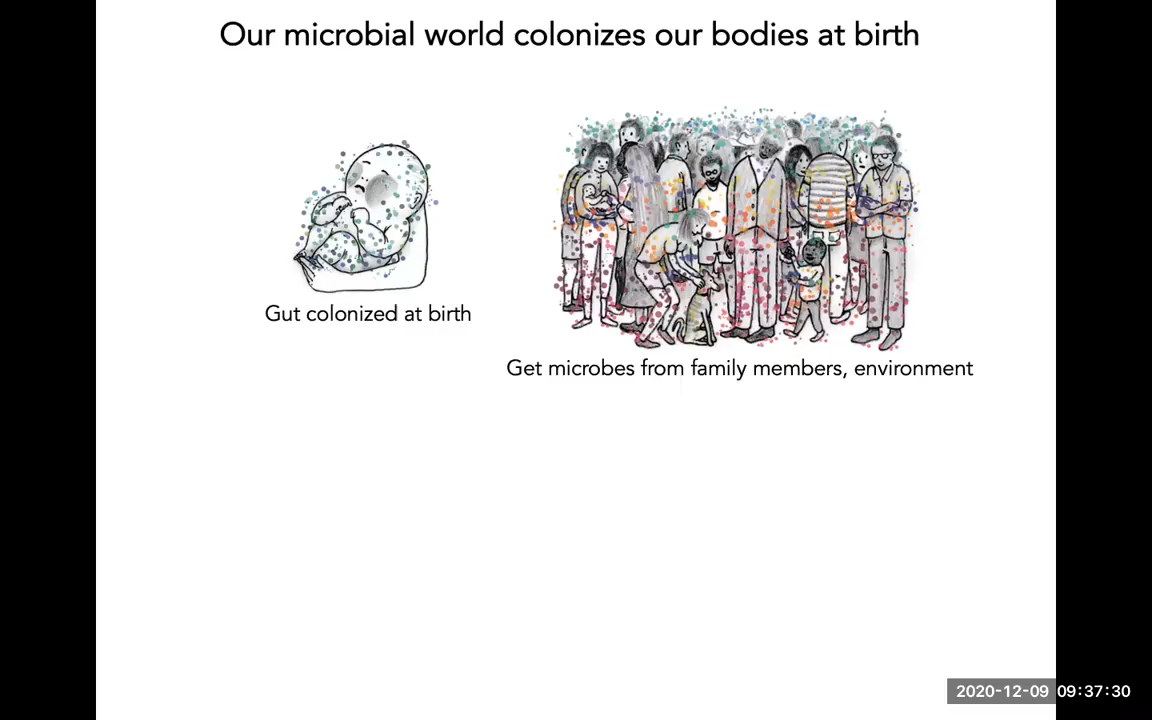 Our microbial world colonizes our bodies at birth
Gut colonized at birth
Get microbes from family members, environment
2020-12-09 09:37:30